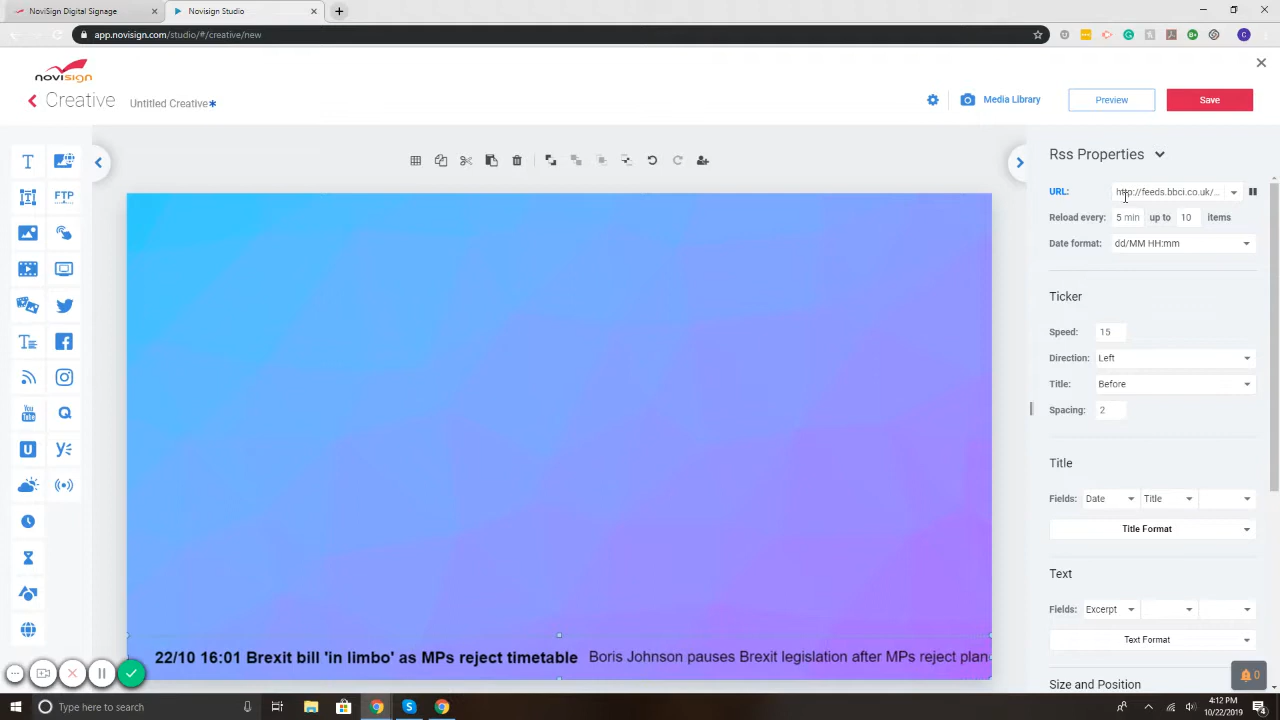 NoviSign Digital Signage
Novisign Studio
app.novisign.com/studio/#/creative/new
novisign
Creative
Untitled Creative*
Media Library
Preview
Save
T
T
FTP
T
You
Tube
Q
U
Rss Properties
URL:
http://feeds.bbci.co.uk/...
Reload every:
5 min
up to
10
items
Date format:
dd/MM HH:mm
Ticker
Speed:
15
Direction:
Left
Title:
Before
Spacing:
2
Title
Fields:
Date
Title
Title Format
Text
Fields:
Excerpt
Text Format
Size and Position
22/10 16:01 Brexit bill 'in limbo' as MPs reject timetable Boris Johnson pauses Brexit legislation after MPs reject plan
0
Type here to search
4:12 PM
10/22/2019